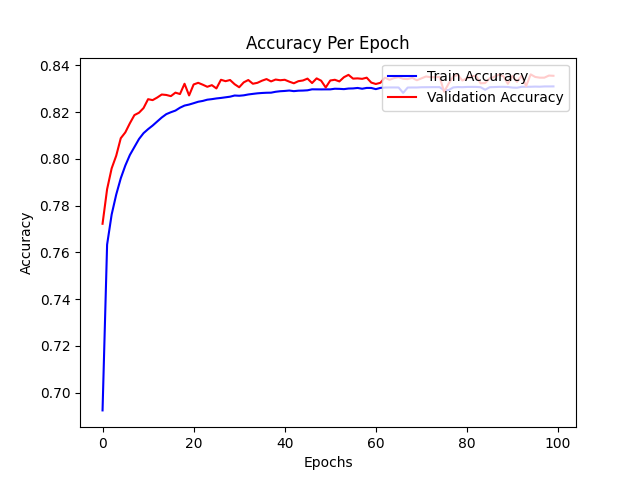 Accuracy Per Epoch
Accuracy
0.84
0.82
0.80
0.78
0.76
0.74
0.72
0.70
Train Accuracy
Validation Accuracy
0 20 40 60 80 100
Epochs